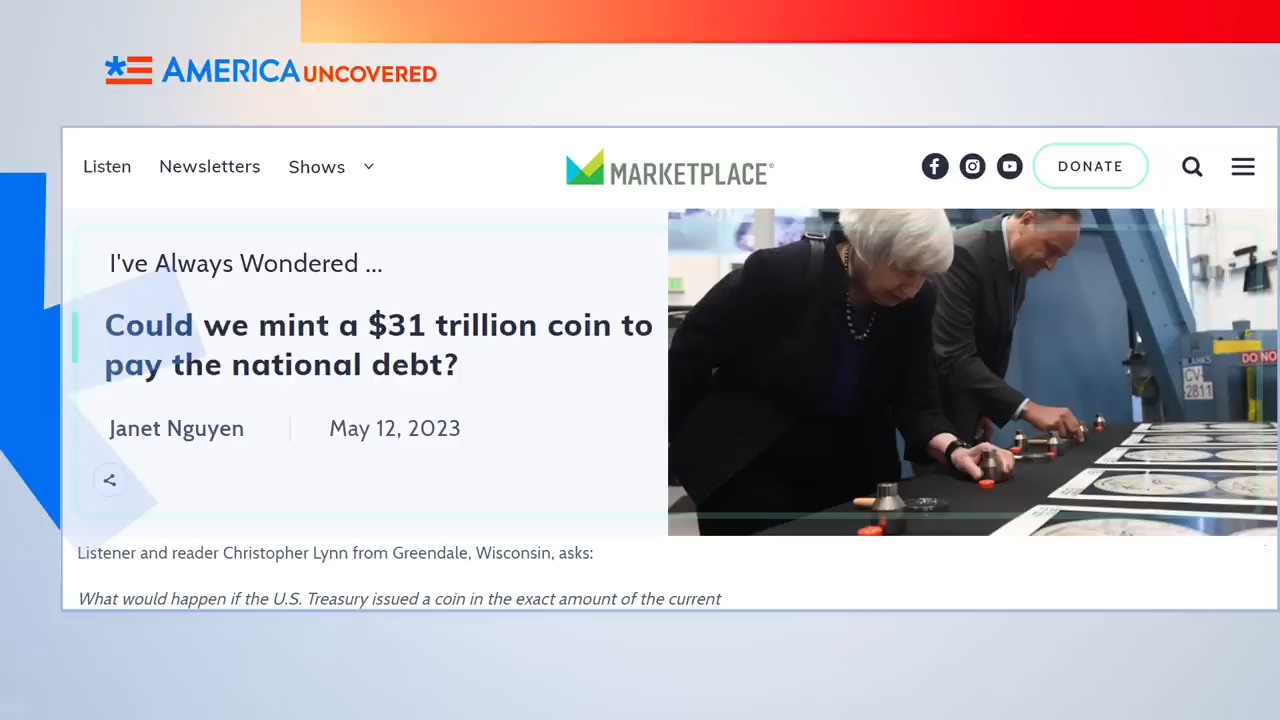 AMERICA UNCOVERED
Listen Newsletters Shows MARKETPLACE® DONATE
I've Always Wondered ...
Could we mint a $31 trillion coin to
pay the national debt?
Janet Nguyen May 12, 2023
BLANKS
CV-
2811
DO NO
Listener and reader Christopher Lynn from Greendale, Wisconsin, asks:
What would happen if the U.S. Treasury issued a coin in the exact amount of the current